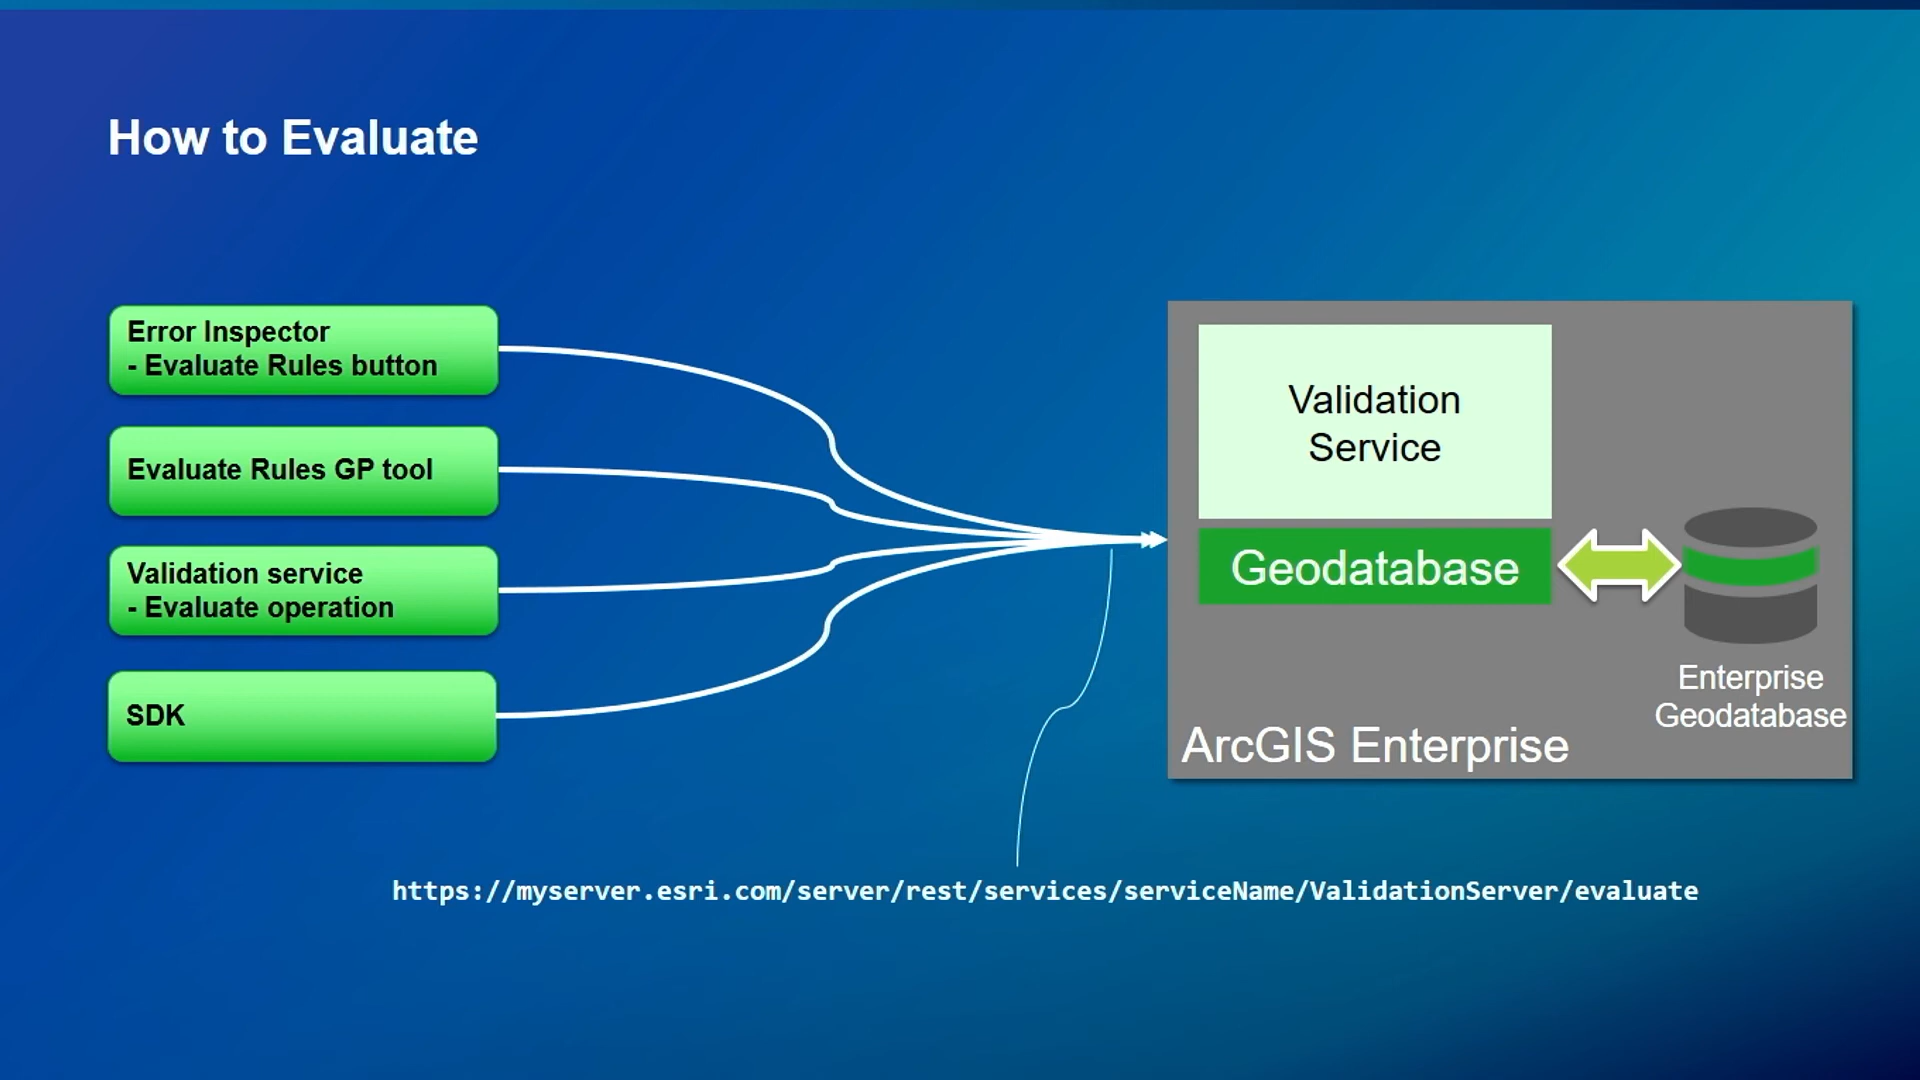 How to Evaluate
Error Inspector
- Evaluate Rules button
Evaluate Rules GP tool
Validation service
- Evaluate operation
SDK
Validation
Service
Geodatabase
Enterprise
Geodatabase
ArcGIS Enterprise
https://myserver.esri.com/server/rest/services/serviceName/ValidationServer/evaluate